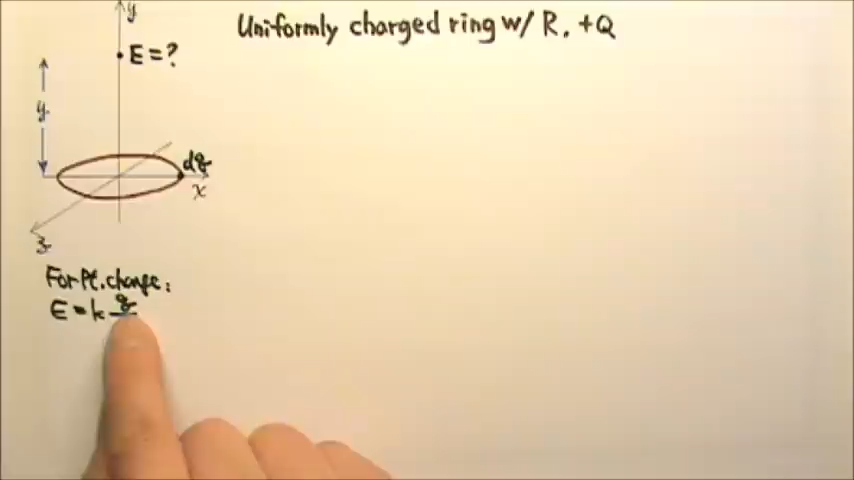 Uniformly charged ring w/ R, +Q
y
E = ?
y
dq
x
z
For Pt. charge:
E = k q